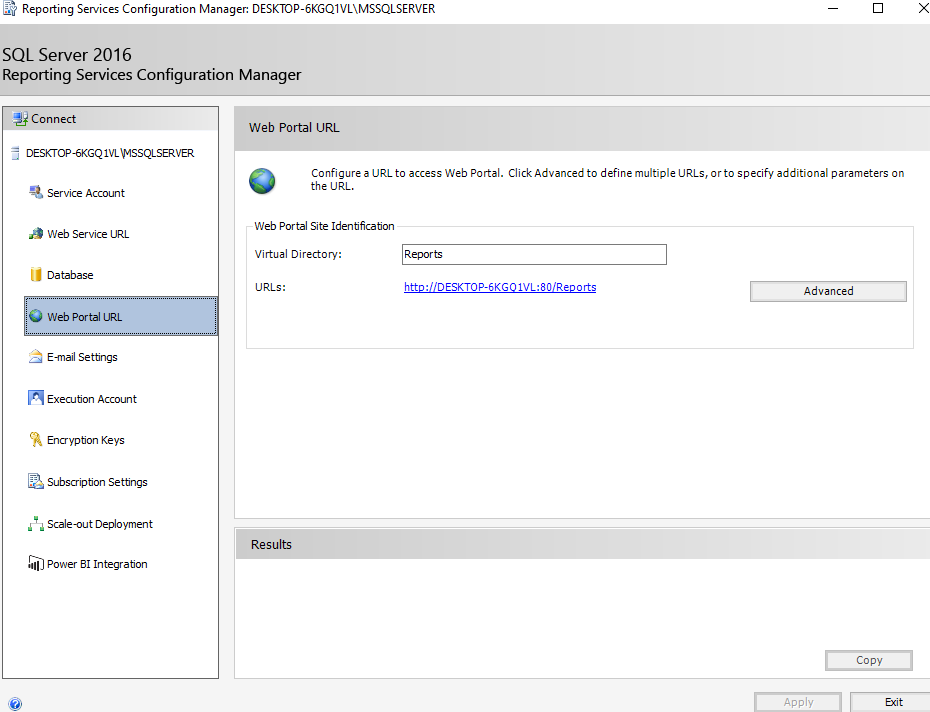 Reporting Services Configuration Manager: DESKTOP-6KGQ1VL\MSSQLSERVER
SQL Server 2016
Reporting Services Configuration Manager
Connect
DESKTOP-6KGQ1VL\MSSQLSERVER
Service Account
Web Service URL
Database
Web Portal URL
E-mail Settings
Execution Account
Encryption Keys
Subscription Settings
Scale-out Deployment
Power BI Integration
Web Portal URL
Configure a URL to access Web Portal. Click Advanced to define multiple URLs, or to specify additional parameters on
the URL.
Web Portal Site Identification
Virtual Directory: Reports
URLs: http://DESKTOP-6KGQ1VL:80/Reports Advanced
Results
Copy
Apply Exit